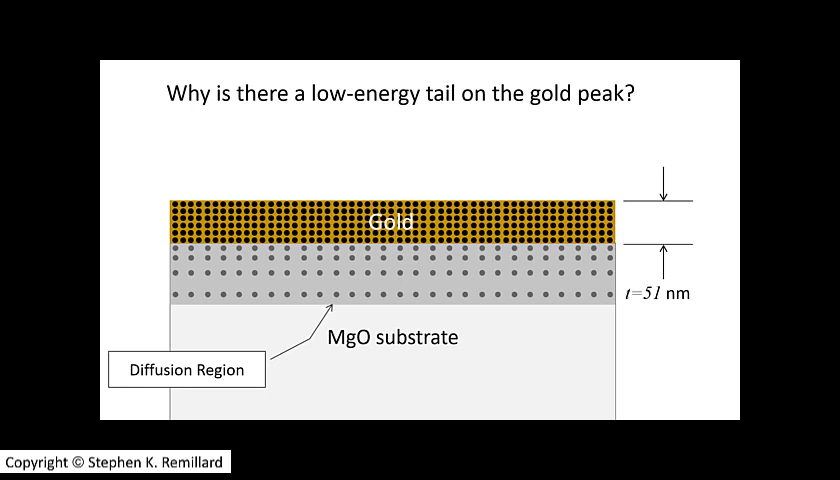 Why is there a low-energy tail on the gold peak?
Gold
t=51 nm
MgO substrate
Diffusion Region
Copyright © Stephen K. Remillard